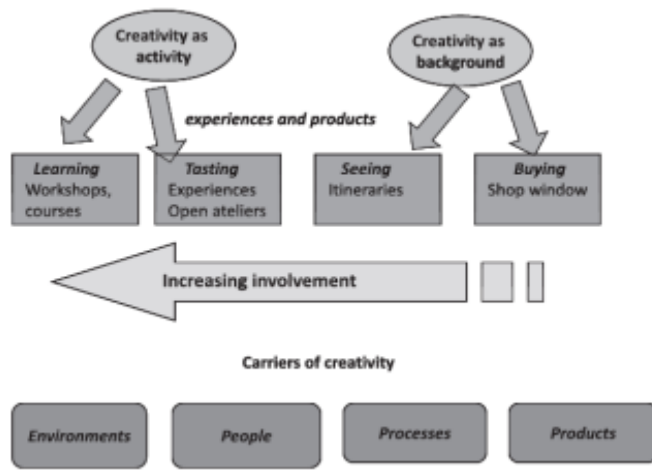 Creativity as
activity
Creativity as
background
experiences and products
Learning
Workshops,
courses
Tasting
Experiences
Open ateliers
Seeing
Itineraries
Buying
Shop window
Increasing involvement
Carriers of creativity
Environments
People
Processes
Products